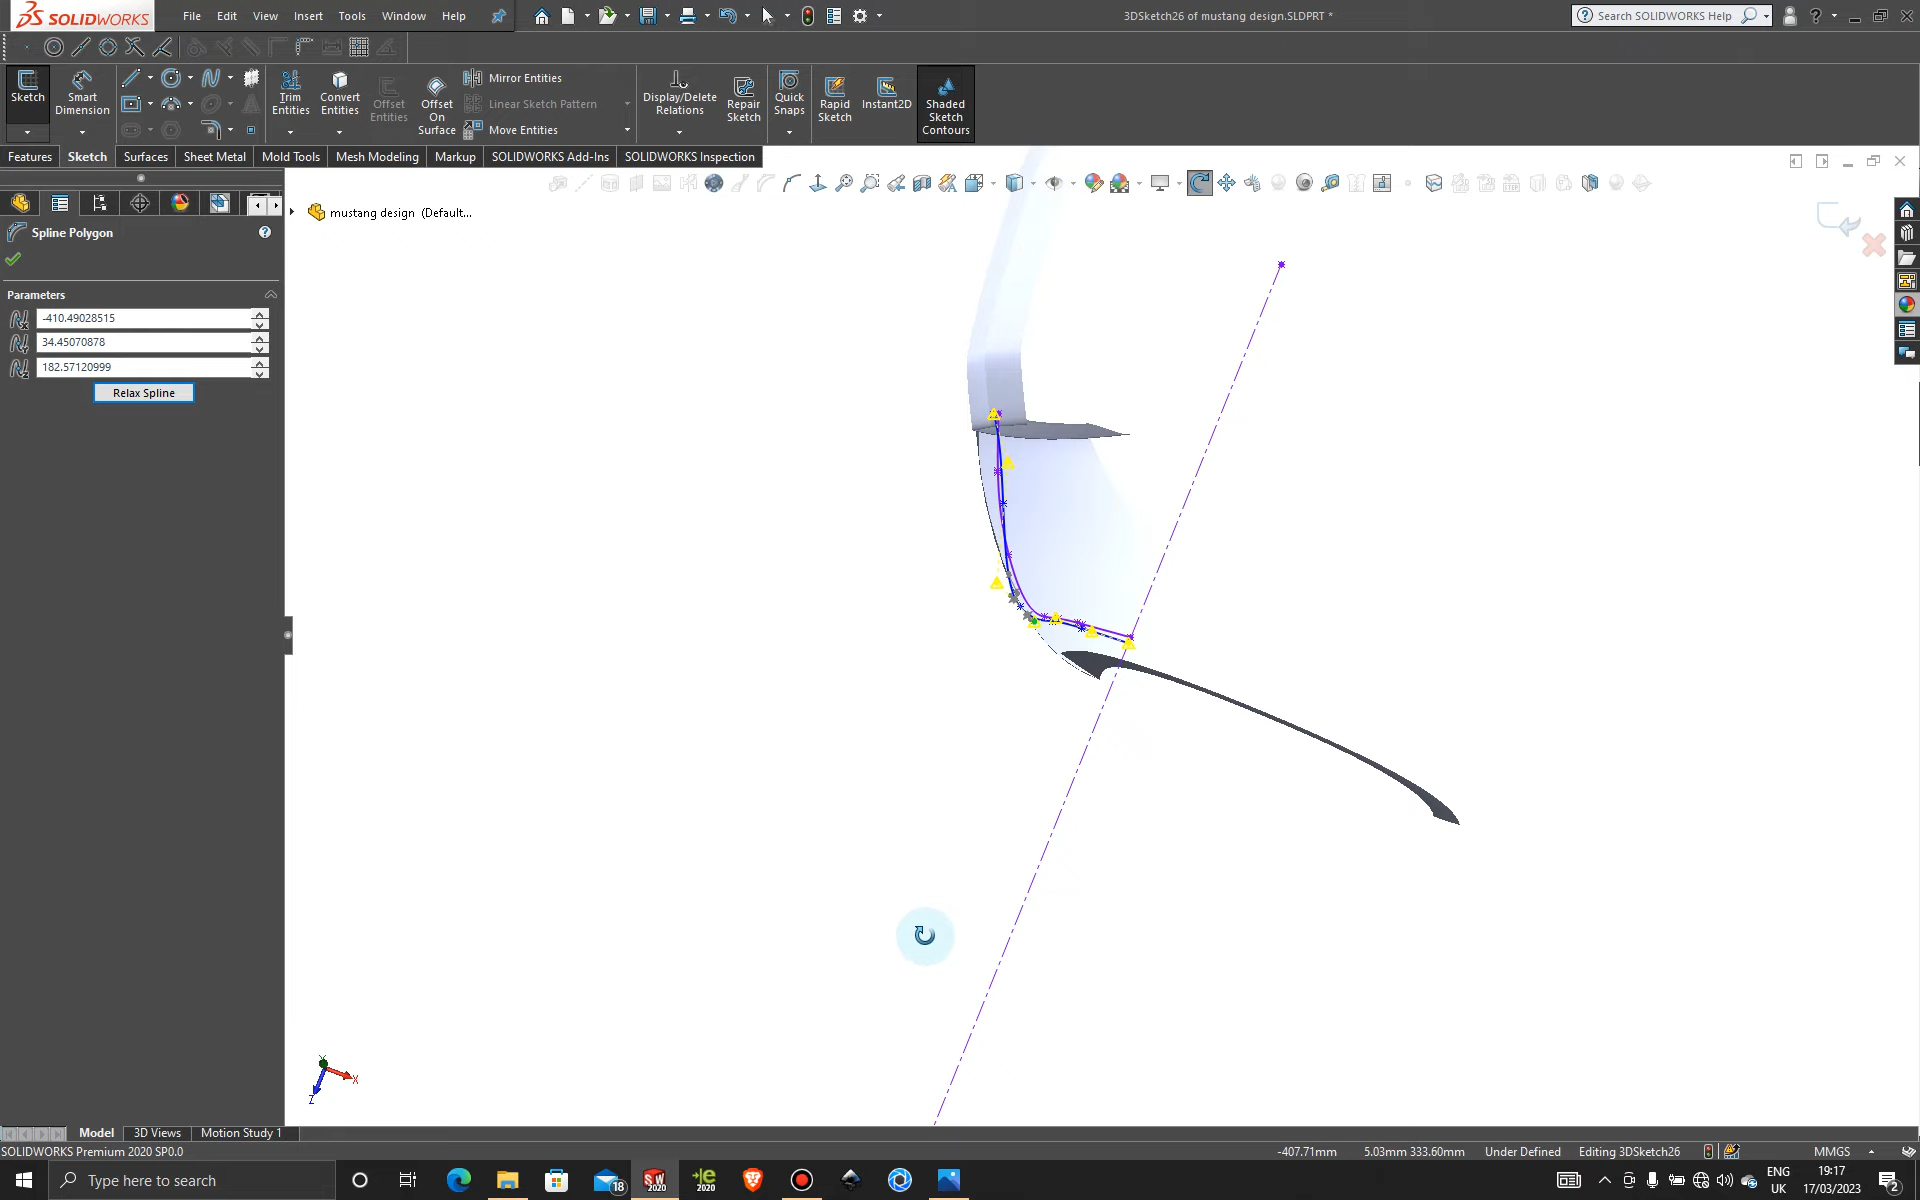 SOLIDWORKS File Edit View Insert Tools Window Help 3DSketch26 of mustang design.SLDPRT * Search SOLIDWORKS Help
Sketch Smart Dimension Trim Entities Convert Entities Offset Entities Offset On Surface Mirror Entities Linear Sketch Pattern Move Entities Display/Delete Relations Repair Sketch Quick Snaps Rapid Sketch Instant2D Shaded Sketch Contours
Features Sketch Surfaces Sheet Metal Mold Tools Mesh Modeling Markup SOLIDWORKS Add-Ins SOLIDWORKS Inspection
mustang design (Default...
Spline Polygon
Parameters
-410.49028515
34.45070878
182.57120999
Relax Spline
Y
X
Z
Model 3D Views Motion Study 1
SOLIDWORKS Premium 2020 SP0.0 -407.71mm 5.03mm 333.60mm Under Defined Editing 3DSketch26 MMGS
Type here to search 18 SW 2020 2020 ENG 19:17
UK 17/03/2023 2